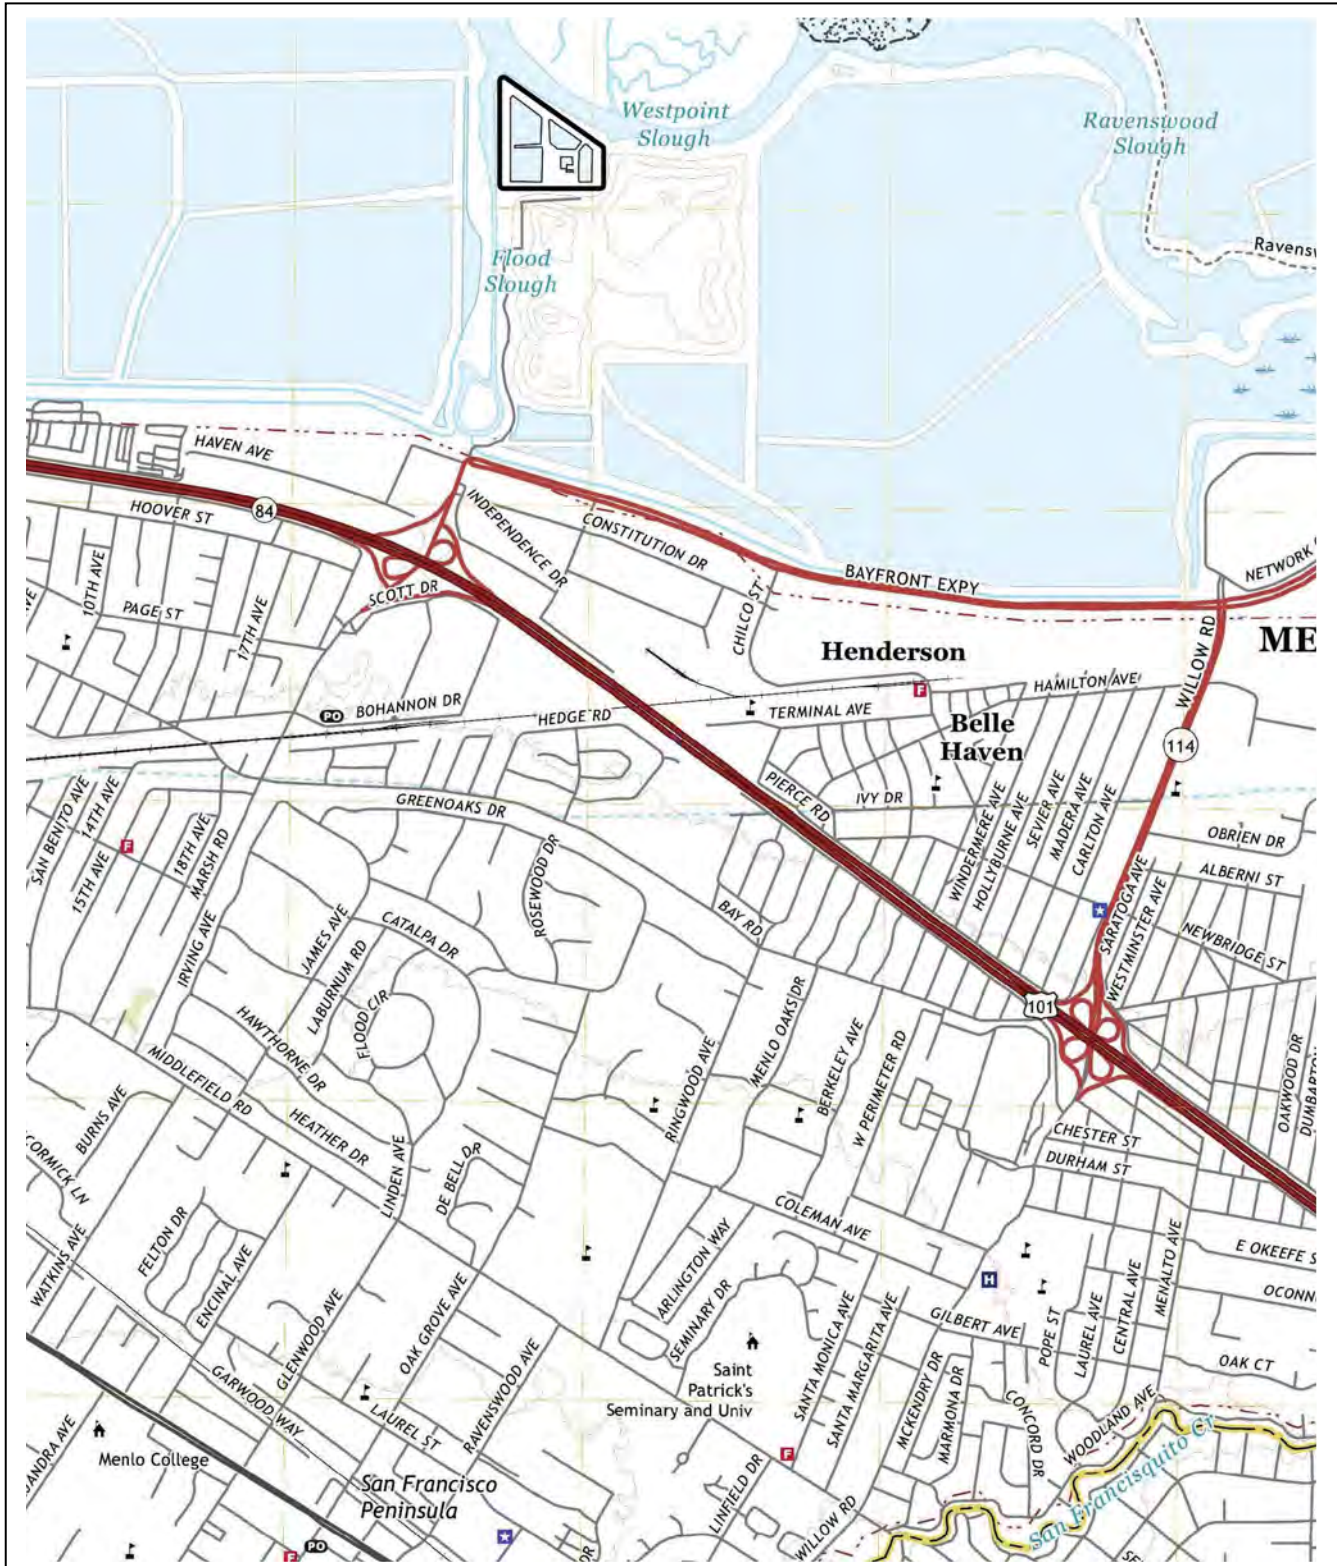 Westpoint
Slough
Ravenswood
Slough
Flood
Slough
Ravensw
HAVEN AVE
84
HOOVER ST
INDEPENDENCE DR
CONSTITUTION DR
BAYFRONT EXPY
NETWORK
SCOTT DR
10TH AVE
PAGE ST
17TH AVE
CHILCO ST
WILLOW RD
Henderson
ME
HAMILTON AVE
PO
BOHANNON DR
HEDGE RD
F
TERMINAL AVE
Belle
Haven
114
PIERCE RD
IVY DR
GREENOAKS DR
SAN BENITO AVE
14TH AVE
15TH AVE
F
18TH AVE
MARSH RD
ROSEWOOD DR
WINDERMERE AVE
HOLLYBURNE AVE
SEVIER AVE
MADERA AVE
CARLTON AVE
OBRIEN DR
ALBERNI ST
SARATOGA AVE
WESTMINSTER AVE
NEWBRIDGE ST
BAY RD
IRVING AVE
JAMES AVE
CATALPA DR
LABURNUM RD
FLOOD CIR
101
HAWTHORNE DR
MIDDLEFIELD RD
HEATHER DR
RINGWOOD AVE
MENLO OAKS DR
BERKELEY AVE
W PERIMETER RD
OAKWOOD DR
DUMBARTON
BURNS AVE
CORMICK LN
LINDEN AVE
DE BELL DR
CHESTER ST
DURHAM ST
WATKINS AVE
FELTON DR
ENCINAL AVE
COLEMAN AVE
ARLINGTON WAY
E OKEEFE S
H
OCONN
MENALTO AVE
SEMINARY DR
GLENWOOD AVE
OAK GROVE AVE
GILBERT AVE
POPE ST
LAUREL AVE
CENTRAL AVE
OAK CT
SANTA MONICA AVE
SANTA MARGARITA AVE
MCKENDRY DR
MARMONA DR
CONCORD DR
WOODLAND AVE
Saint
Patrick's
Seminary and Univ
GARWOOD WAY
LAUREL ST
RAVENSWOOD AVE
ANDRA AVE
Menlo College
F
San Francisco
Peninsula
LINFIELD DR
WILLOW RD
San Francisquito Cr
F
PO
DR
SE